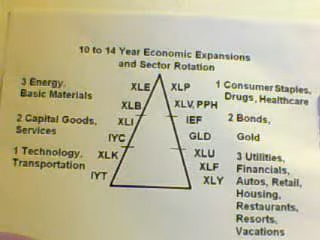 10 to 14 Year Economic Expansions
and Sector Rotation
3 Energy,
Basic Materials
XLE
XLP
1 Consumer Staples,
Drugs, Healthcare
XLB
XLV, PPH
2 Capital Goods,
Services
XLI
IEF
2 Bonds,
IYC
GLD
Gold
1 Technology,
Transportation
XLK
XLU
3 Utilities,
Financials,
Autos, Retail,
Housing,
Restaurants,
Resorts,
Vacations
XLF
IYT
XLY